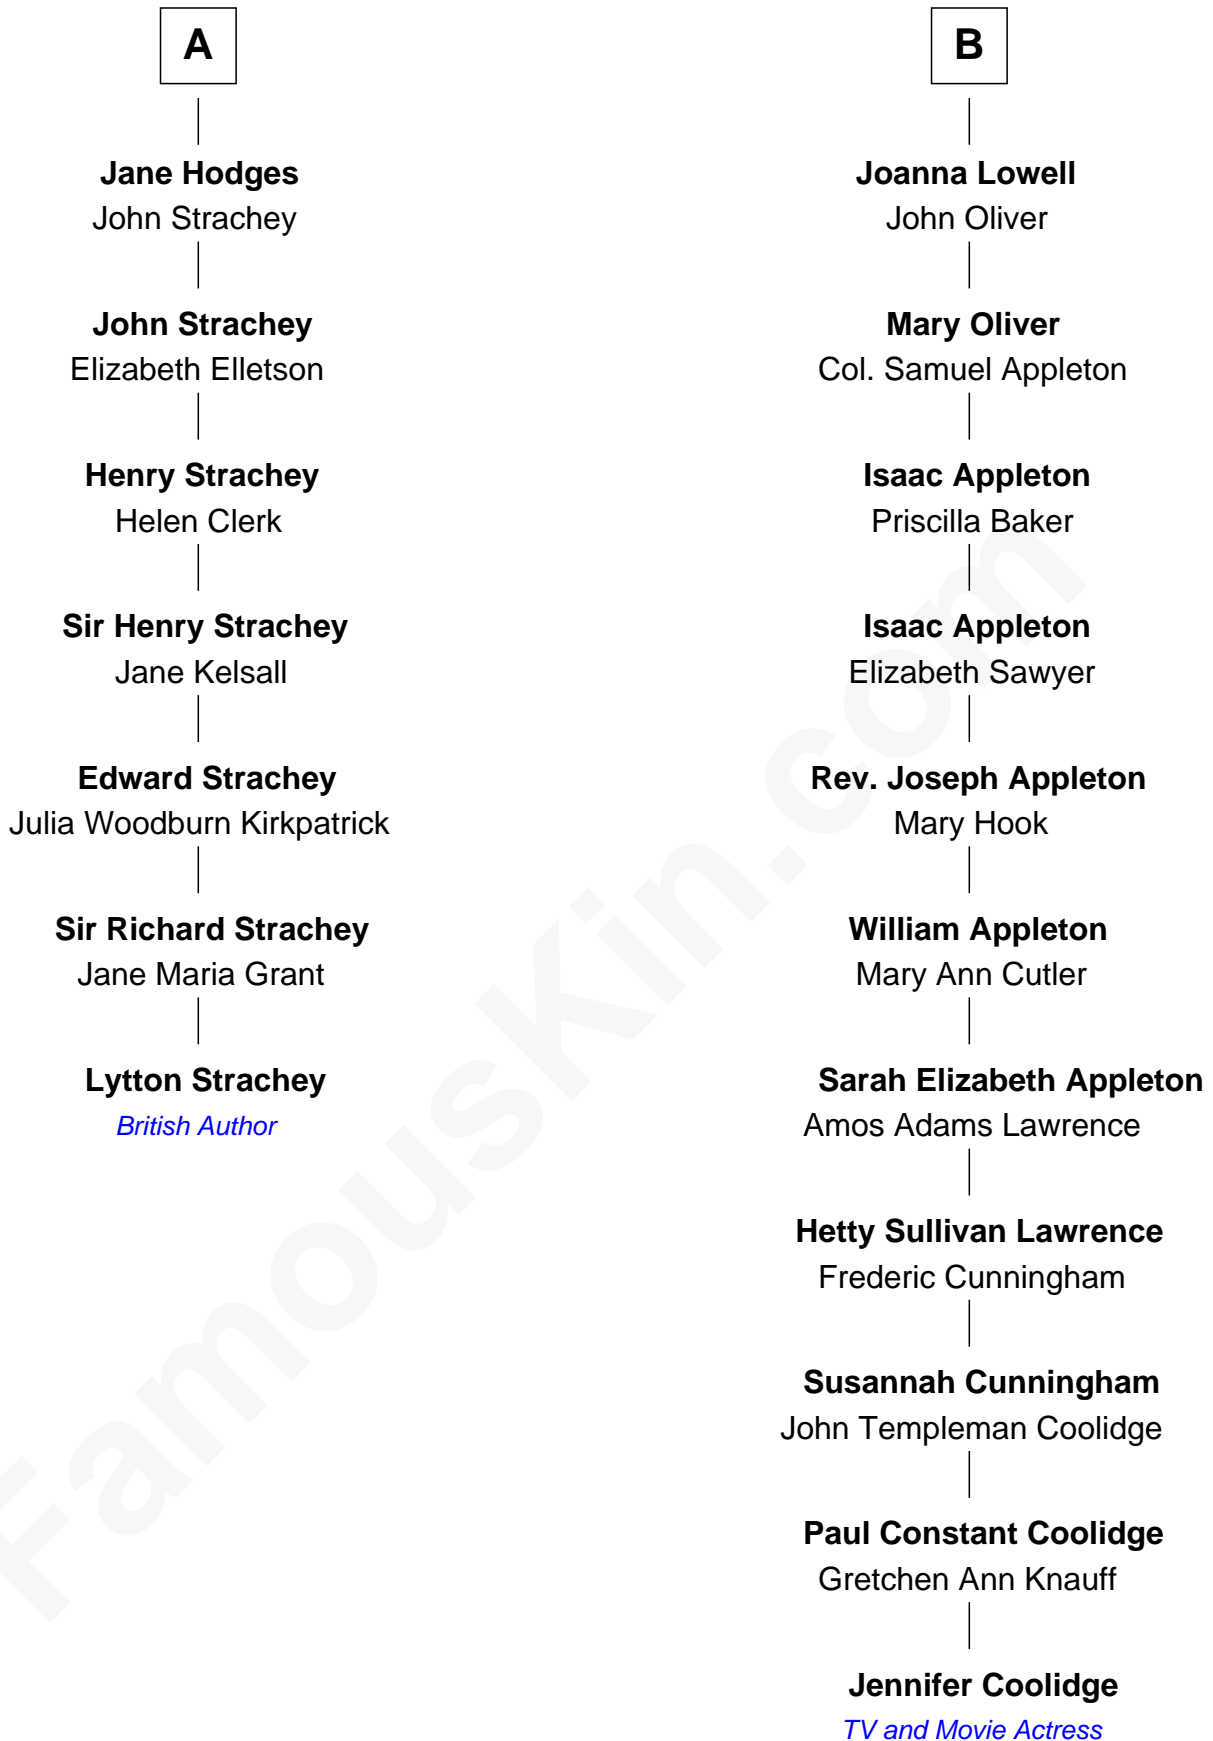 A
Jane Hodges
John Strachey
John Strachey
Elizabeth Elletson
Henry Strachey
Helen Clerk
Sir Henry Strachey
Jane Kelsall
Edward Strachey
Julia Woodburn Kirkpatrick
Sir Richard Strachey
Jane Maria Grant
Lytton Strachey
British Author
B
Joanna Lowell
John Oliver
Mary Oliver
Col. Samuel Appleton
Isaac Appleton
Priscilla Baker
Isaac Appleton
Elizabeth Sawyer
Rev. Joseph Appleton
Mary Hook
William Appleton
Mary Ann Cutler
Sarah Elizabeth Appleton
Amos Adams Lawrence
Hetty Sullivan Lawrence
Frederic Cunningham
Susannah Cunningham
John Templeman Coolidge
Paul Constant Coolidge
Gretchen Ann Knauff
Jennifer Coolidge
TV and Movie Actress
FamousKin.com